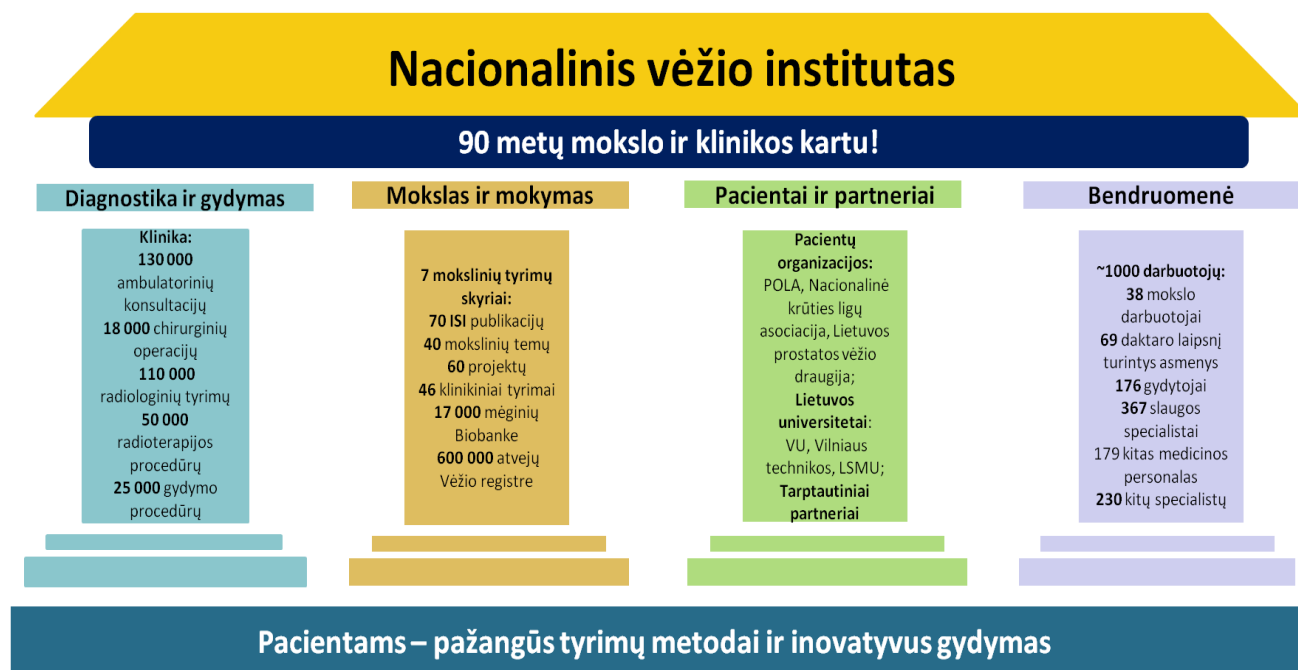 Nacionalinis vėžio institutas
90 metų mokslo ir klinikos kartu!
Diagnostika ir gydymas
Klinika:
130 000
ambulatorinių
konsultacijų
18 000 chirurginių
operacijų
110 000
radiologinių tyrimų
50 000
radioterapijos
procedūrų
25 000 gydymo
procedūrų
Mokslas ir mokymas
7 mokslinių tyrimų
skyriai:
70 ISI publikacijų
40 mokslinių temų
60 projektų
46 klinikiniai tyrimai
17 000 mėginių
Biobanke
600 000 atvejų
Vėžio registre
Pacientai ir partneriai
Pacientų
organizacijos:
POLA, Nacionalinė
krūties ligų
asociacija, Lietuvos
prostatos vėžio
draugija;
Lietuvos
universitetai:
VU, Vilniaus
technikos, LSMU;
Tarptautiniai
partneriai
Bendruomenė
~1000 darbuotojų:
38 mokslo
darbuotojai
69 daktaro laipsnį
turintys asmenys
176 gydytojai
367 slaugos
specialistai
179 kitas medicinos
personalas
230 kitų specialistų
Pacientams – pažangūs tyrimų metodai ir inovatyvus gydymas